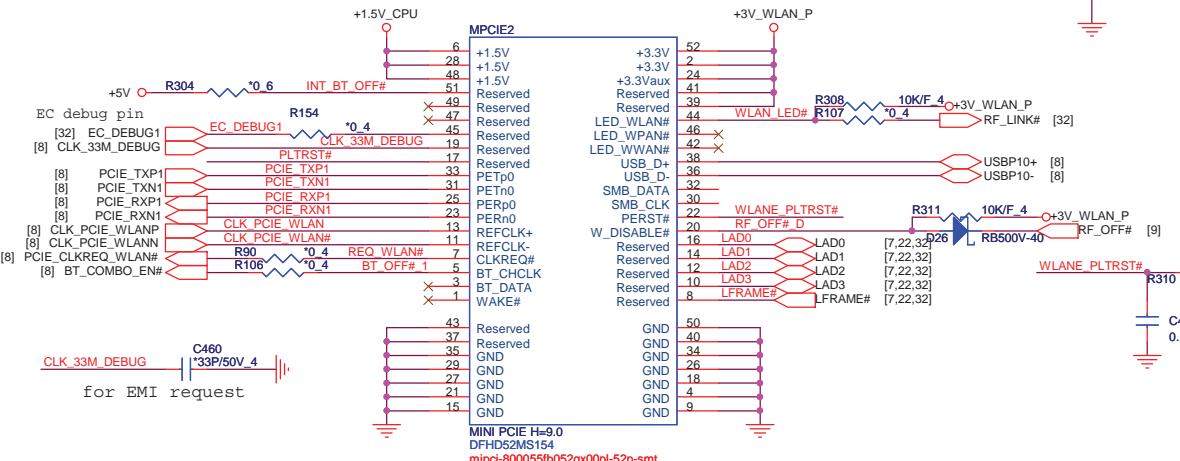 +1.5V_CPU
+3V_WLAN_P
MPCIE2
6 +1.5V +3.3V 52
28 +1.5V +3.3V 2
48 +1.5V +3.3Vaux 24
+5V R304 *0_6 INT_BT_OFF# 51 Reserved Reserved 41
49 Reserved Reserved 39
EC debug pin R154 47 Reserved LED_WLAN# 44 WLAN_LED# R308 10K/F_4 +3V_WLAN_P
[32] EC_DEBUG1 EC_DEBUG1 *0_4 45 Reserved LED_WPAN# 46 R107 *0_4 RF_LINK# [32]
[8] CLK_33M_DEBUG CLK_33M_DEBUG 19 Reserved LED_WWAN# 42
PLTRST# 17 Reserved USB_D+ 38 USBP10+ [8]
[8] PCIE_TXP1 PCIE_TXP1 33 PETp0 USB_D- 36 USBP10- [8]
[8] PCIE_TXN1 PCIE_TXN1 31 PETn0 SMB_DATA 32
[8] PCIE_RXP1 PCIE_RXP1 25 PERp0 SMB_CLK 30
[8] PCIE_RXN1 PCIE_RXN1 23 PERn0 PERST# 22 WLANE_PLTRST# R311 10K/F_4 +3V_WLAN_P
[8] CLK_PCIE_WLANP CLK_PCIE_WLAN 13 REFCLK+ W_DISABLE# 20 RF_OFF#_D D26 RB500V-40 RF_OFF# [9]
[8] CLK_PCIE_WLANN CLK_PCIE_WLAN# 11 REFCLK- Reserved 16 LAD0 LAD0 [7,22,32]
[8] PCIE_CLKREQ_WLAN# R90 *0_4 REQ_WLAN# 7 CLKREQ# Reserved 14 LAD1 LAD1 [7,22,32]
[8] BT_COMBO_EN# R106 *0_4 BT_OFF#_1 5 BT_CHCLK Reserved 12 LAD2 LAD2 [7,22,32]
3 BT_DATA Reserved 10 LAD3 LAD3 [7,22,32]
1 WAKE# Reserved 8 LFRAME# LFRAME# [7,22,32]
WLANE_PLTRST#
R310
43 Reserved GND 50
37 Reserved GND 40
35 GND GND 34
29 GND GND 26
27 GND GND 18
21 GND GND 4
15 GND GND 9
CLK_33M_DEBUG C460
*33P/50V_4
for EMI request
MINI PCIE H=9.0
DFHD52MS154
mipci-800055fb052gx00pl-52p-smt